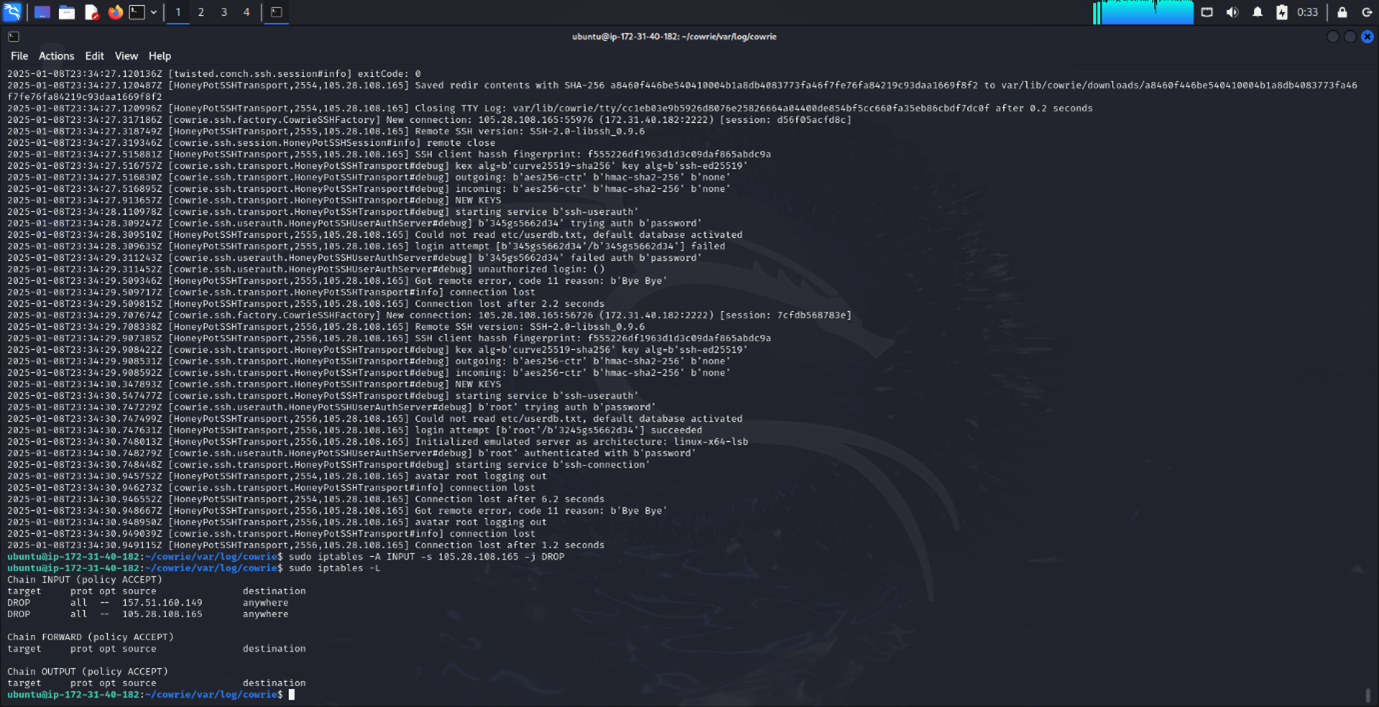 1 2 3 4 0:33
ubuntu@ip-172-31-40-182: ~/cowrie/var/log/cowrie
File Actions Edit View Help
2025-01-08T23:34:27.120136Z [twisted.conch.ssh.session#info] exitCode: 0
2025-01-08T23:34:27.120487Z [HoneyPotSSHTransport,2554,105.28.108.165] Saved redir contents with SHA-256 a8460f446be540410004b1a8db4083773fa46f7fe76fa84219c93daa1669f8f2 to var/lib/cowrie/downloads/a8460f446be540410004b1a8db4083773fa46
f7fe76fa84219c93daa1669f8f2
2025-01-08T23:34:27.120996Z [HoneyPotSSHTransport,2554,105.28.108.165] Closing TTY Log: var/lib/cowrie/tty/cc1eb03e9b5926d8076e25826664a04400de854bf5cc660fa35eb86cbdf7dc0f after 0.2 seconds
2025-01-08T23:34:27.317186Z [cowrie.ssh.factory.CowrieSSHFactory] New connection: 105.28.108.165:55976 (172.31.40.182:2222) [session: d56f05acfd8c]
2025-01-08T23:34:27.318749Z [HoneyPotSSHTransport,2555,105.28.108.165] Remote SSH version: SSH-2.0-libssh_0.9.6
2025-01-08T23:34:27.319346Z [cowrie.ssh.session.HoneyPotSSHSession#info] remote close
2025-01-08T23:34:27.515881Z [HoneyPotSSHTransport,2555,105.28.108.165] SSH client hassh fingerprint: f555226df1963d1d3c09daf865abdc9a
2025-01-08T23:34:27.516757Z [cowrie.ssh.transport.HoneyPotSSHTransport#debug] kex alg=b'curve25519-sha256' key alg=b'ssh-ed25519'
2025-01-08T23:34:27.516830Z [cowrie.ssh.transport.HoneyPotSSHTransport#debug] outgoing: b'aes256-ctr' b'hmac-sha2-256' b'none'
2025-01-08T23:34:27.516895Z [cowrie.ssh.transport.HoneyPotSSHTransport#debug] incoming: b'aes256-ctr' b'hmac-sha2-256' b'none'
2025-01-08T23:34:27.913657Z [cowrie.ssh.transport.HoneyPotSSHTransport#debug] NEW KEYS
2025-01-08T23:34:28.110978Z [cowrie.ssh.transport.HoneyPotSSHTransport#debug] starting service b'ssh-userauth'
2025-01-08T23:34:28.309247Z [cowrie.ssh.userauth.HoneyPotSSHUserAuthServer#debug] b'345gs5662d34' trying auth b'password'
2025-01-08T23:34:28.309510Z [HoneyPotSSHTransport,2555,105.28.108.165] Could not read etc/userdb.txt, default database activated
2025-01-08T23:34:28.309635Z [HoneyPotSSHTransport,2555,105.28.108.165] login attempt [b'345gs5662d34'/b'345gs5662d34'] failed
2025-01-08T23:34:29.311243Z [cowrie.ssh.userauth.HoneyPotSSHUserAuthServer#debug] b'345gs5662d34' failed auth b'password'
2025-01-08T23:34:29.311452Z [cowrie.ssh.userauth.HoneyPotSSHUserAuthServer#debug] unauthorized login: ()
2025-01-08T23:34:29.509346Z [HoneyPotSSHTransport,2555,105.28.108.165] Got remote error, code 11 reason: b'Bye Bye'
2025-01-08T23:34:29.509717Z [cowrie.ssh.transport.HoneyPotSSHTransport#info] connection lost
2025-01-08T23:34:29.509815Z [HoneyPotSSHTransport,2555,105.28.108.165] Connection lost after 2.2 seconds
2025-01-08T23:34:29.707674Z [cowrie.ssh.factory.CowrieSSHFactory] New connection: 105.28.108.165:56726 (172.31.40.182:2222) [session: 7cfdb568783e]
2025-01-08T23:34:29.708338Z [HoneyPotSSHTransport,2556,105.28.108.165] Remote SSH version: SSH-2.0-libssh_0.9.6
2025-01-08T23:34:29.907385Z [HoneyPotSSHTransport,2556,105.28.108.165] SSH client hassh fingerprint: f555226df1963d1d3c09daf865abdc9a
2025-01-08T23:34:29.908422Z [cowrie.ssh.transport.HoneyPotSSHTransport#debug] kex alg=b'curve25519-sha256' key alg=b'ssh-ed25519'
2025-01-08T23:34:29.908531Z [cowrie.ssh.transport.HoneyPotSSHTransport#debug] outgoing: b'aes256-ctr' b'hmac-sha2-256' b'none'
2025-01-08T23:34:29.908592Z [cowrie.ssh.transport.HoneyPotSSHTransport#debug] incoming: b'aes256-ctr' b'hmac-sha2-256' b'none'
2025-01-08T23:34:30.347893Z [cowrie.ssh.transport.HoneyPotSSHTransport#debug] NEW KEYS
2025-01-08T23:34:30.547477Z [cowrie.ssh.transport.HoneyPotSSHTransport#debug] starting service b'ssh-userauth'
2025-01-08T23:34:30.747229Z [cowrie.ssh.userauth.HoneyPotSSHUserAuthServer#debug] b'root' trying auth b'password'
2025-01-08T23:34:30.747499Z [HoneyPotSSHTransport,2556,105.28.108.165] Could not read etc/userdb.txt, default database activated
2025-01-08T23:34:30.747631Z [HoneyPotSSHTransport,2556,105.28.108.165] login attempt [b'root'/b'3245gs5662d34'] succeeded
2025-01-08T23:34:30.748013Z [HoneyPotSSHTransport,2556,105.28.108.165] Initialized emulated server as architecture: linux-x64-lsb
2025-01-08T23:34:30.748279Z [cowrie.ssh.userauth.HoneyPotSSHUserAuthServer#debug] b'root' authenticated with b'password'
2025-01-08T23:34:30.748448Z [cowrie.ssh.transport.HoneyPotSSHTransport#debug] starting service b'ssh-connection'
2025-01-08T23:34:30.945752Z [HoneyPotSSHTransport,2554,105.28.108.165] avatar root logging out
2025-01-08T23:34:30.946273Z [cowrie.ssh.transport.HoneyPotSSHTransport#info] connection lost
2025-01-08T23:34:30.946552Z [HoneyPotSSHTransport,2554,105.28.108.165] Connection lost after 6.2 seconds
2025-01-08T23:34:30.948667Z [HoneyPotSSHTransport,2556,105.28.108.165] Got remote error, code 11 reason: b'Bye Bye'
2025-01-08T23:34:30.948950Z [HoneyPotSSHTransport,2556,105.28.108.165] avatar root logging out
2025-01-08T23:34:30.949039Z [cowrie.ssh.transport.HoneyPotSSHTransport#info] connection lost
2025-01-08T23:34:30.949115Z [HoneyPotSSHTransport,2556,105.28.108.165] Connection lost after 1.2 seconds
ubuntu@ip-172-31-40-182:~/cowrie/var/log/cowrie$ sudo iptables -A INPUT -s 105.28.108.165 -j DROP
ubuntu@ip-172-31-40-182:~/cowrie/var/log/cowrie$ sudo iptables -L
Chain INPUT (policy ACCEPT)
target prot opt source destination
DROP all -- 157.51.160.149 anywhere
DROP all -- 105.28.108.165 anywhere
Chain FORWARD (policy ACCEPT)
target prot opt source destination
Chain OUTPUT (policy ACCEPT)
target prot opt source destination
ubuntu@ip-172-31-40-182:~/cowrie/var/log/cowrie$